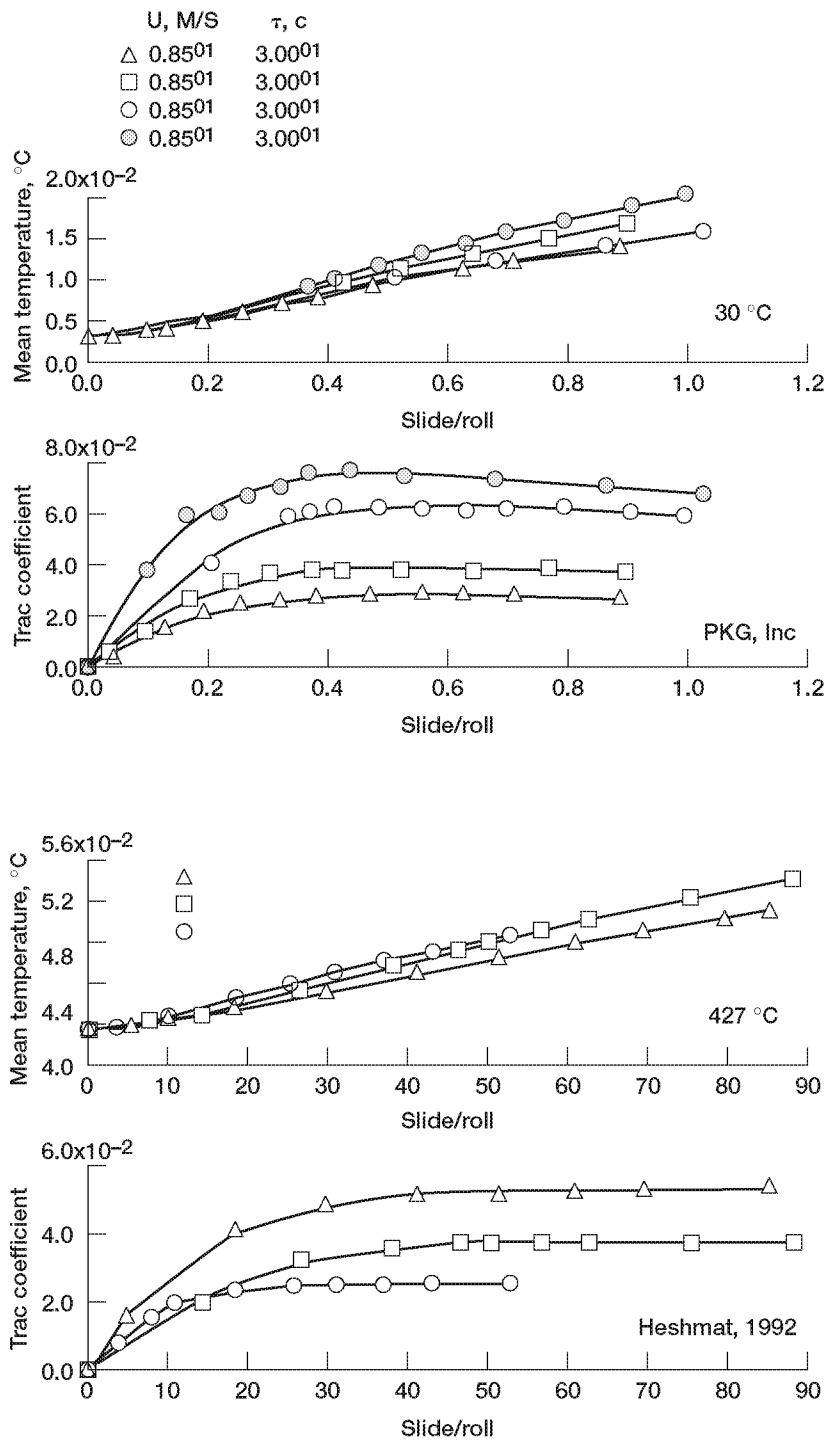 U, M/S τ, c
0.85⁰¹ 3.00⁰¹
0.85⁰¹ 3.00⁰¹
0.85⁰¹ 3.00⁰¹
0.85⁰¹ 3.00⁰¹
Mean temperature, °C
2.0x10⁻²
1.5
1.0
0.5
0.0
30 °C
0.0 0.2 0.4 0.6 0.8 1.0 1.2
Slide/roll
Trac coefficient
8.0x10⁻²
6.0
4.0
2.0
0.0
PKG, Inc
0.0 0.2 0.4 0.6 0.8 1.0 1.2
Slide/roll
Mean temperature, °C
5.6x10⁻²
5.2
4.8
4.4
4.0
427 °C
0 10 20 30 40 50 60 70 80 90
Slide/roll
Trac coefficient
6.0x10⁻²
4.0
2.0
0.0
Heshmat, 1992
0 10 20 30 40 50 60 70 80 90
Slide/roll